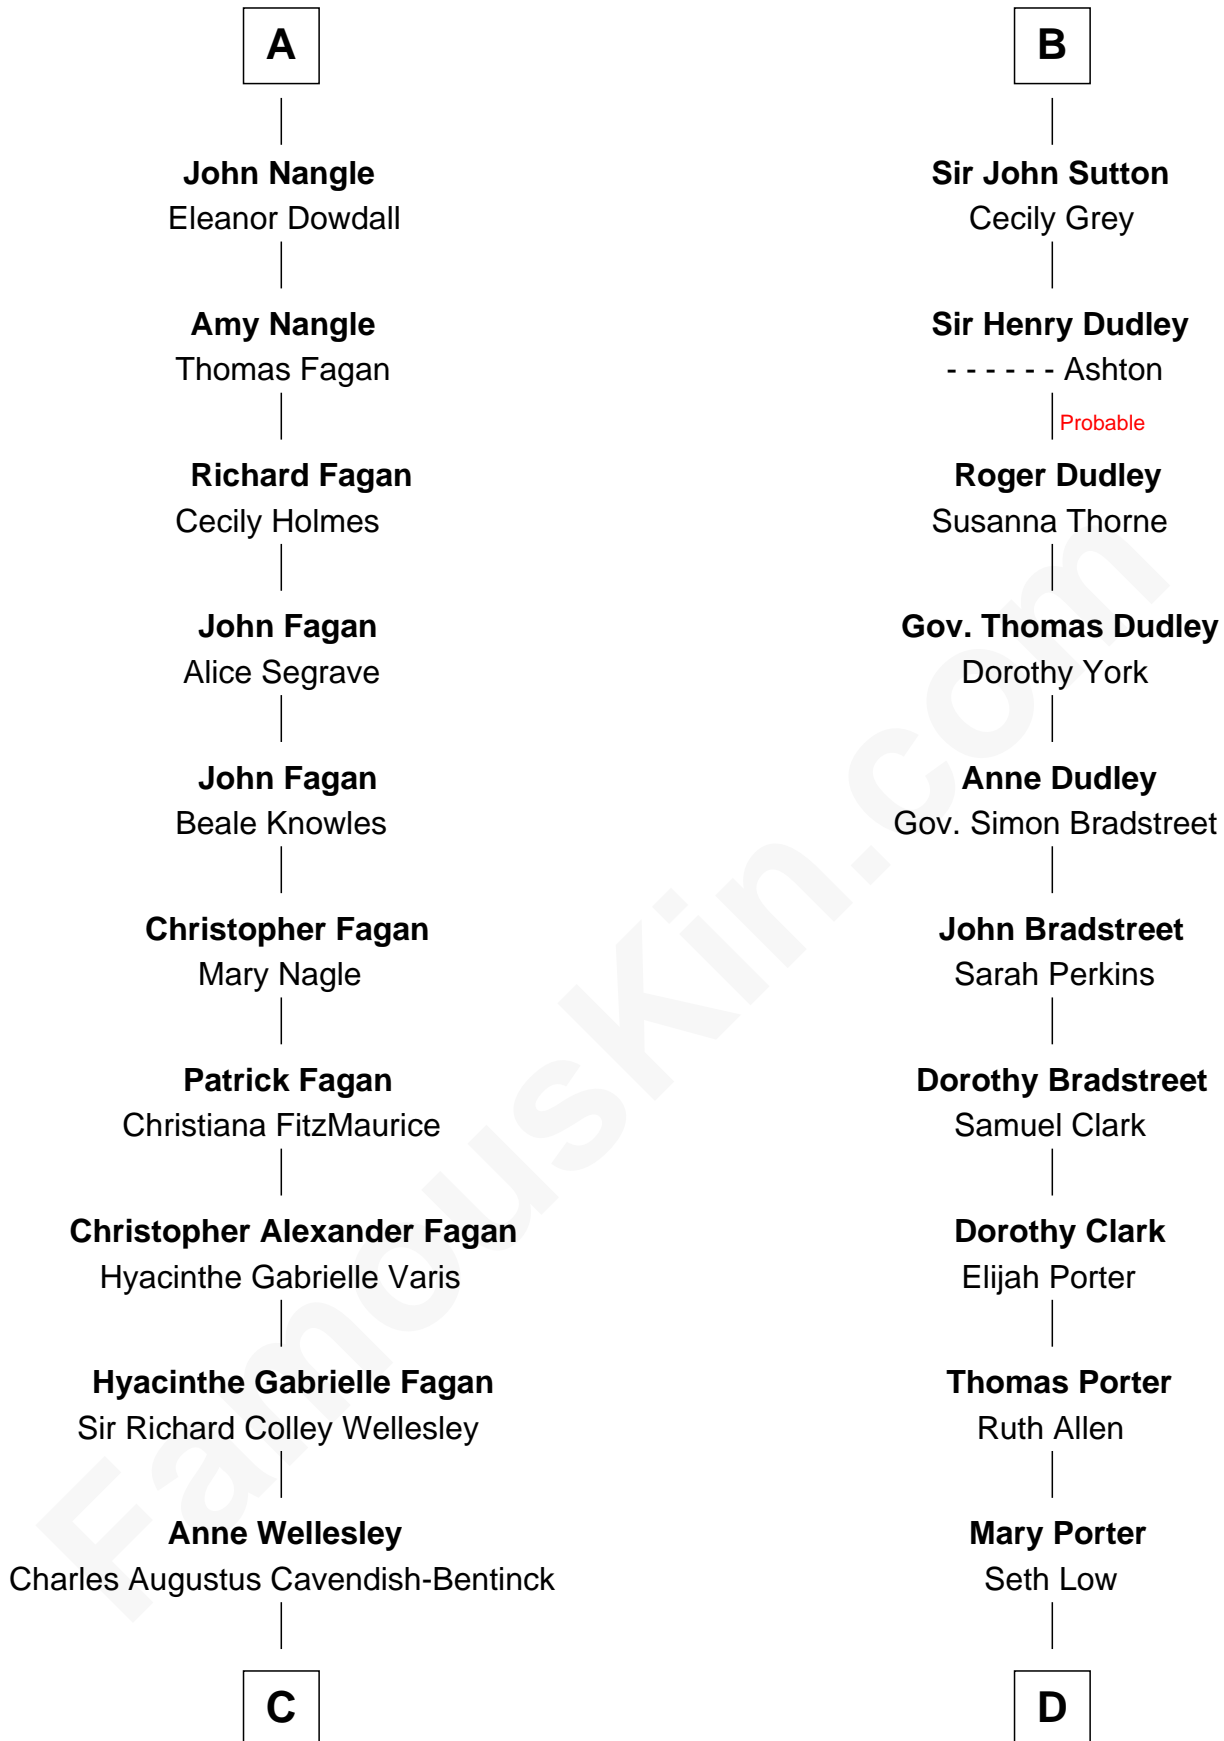 A
John Nangle
Eleanor Dowdall
Amy Nangle
Thomas Fagan
Richard Fagan
Cecily Holmes
John Fagan
Alice Segrave
John Fagan
Beale Knowles
Christopher Fagan
Mary Nagle
Patrick Fagan
Christiana FitzMaurice
Christopher Alexander Fagan
Hyacinthe Gabrielle Varis
Hyacinthe Gabrielle Fagan
Sir Richard Colley Wellesley
Anne Wellesley
Charles Augustus Cavendish-Bentinck
C
B
Sir John Sutton
Cecily Grey
Sir Henry Dudley
- - - - - - Ashton
Probable
Roger Dudley
Susanna Thorne
Gov. Thomas Dudley
Dorothy York
Anne Dudley
Gov. Simon Bradstreet
John Bradstreet
Sarah Perkins
Dorothy Bradstreet
Samuel Clark
Dorothy Clark
Elijah Porter
Thomas Porter
Ruth Allen
Mary Porter
Seth Low
D
FamousKin.com